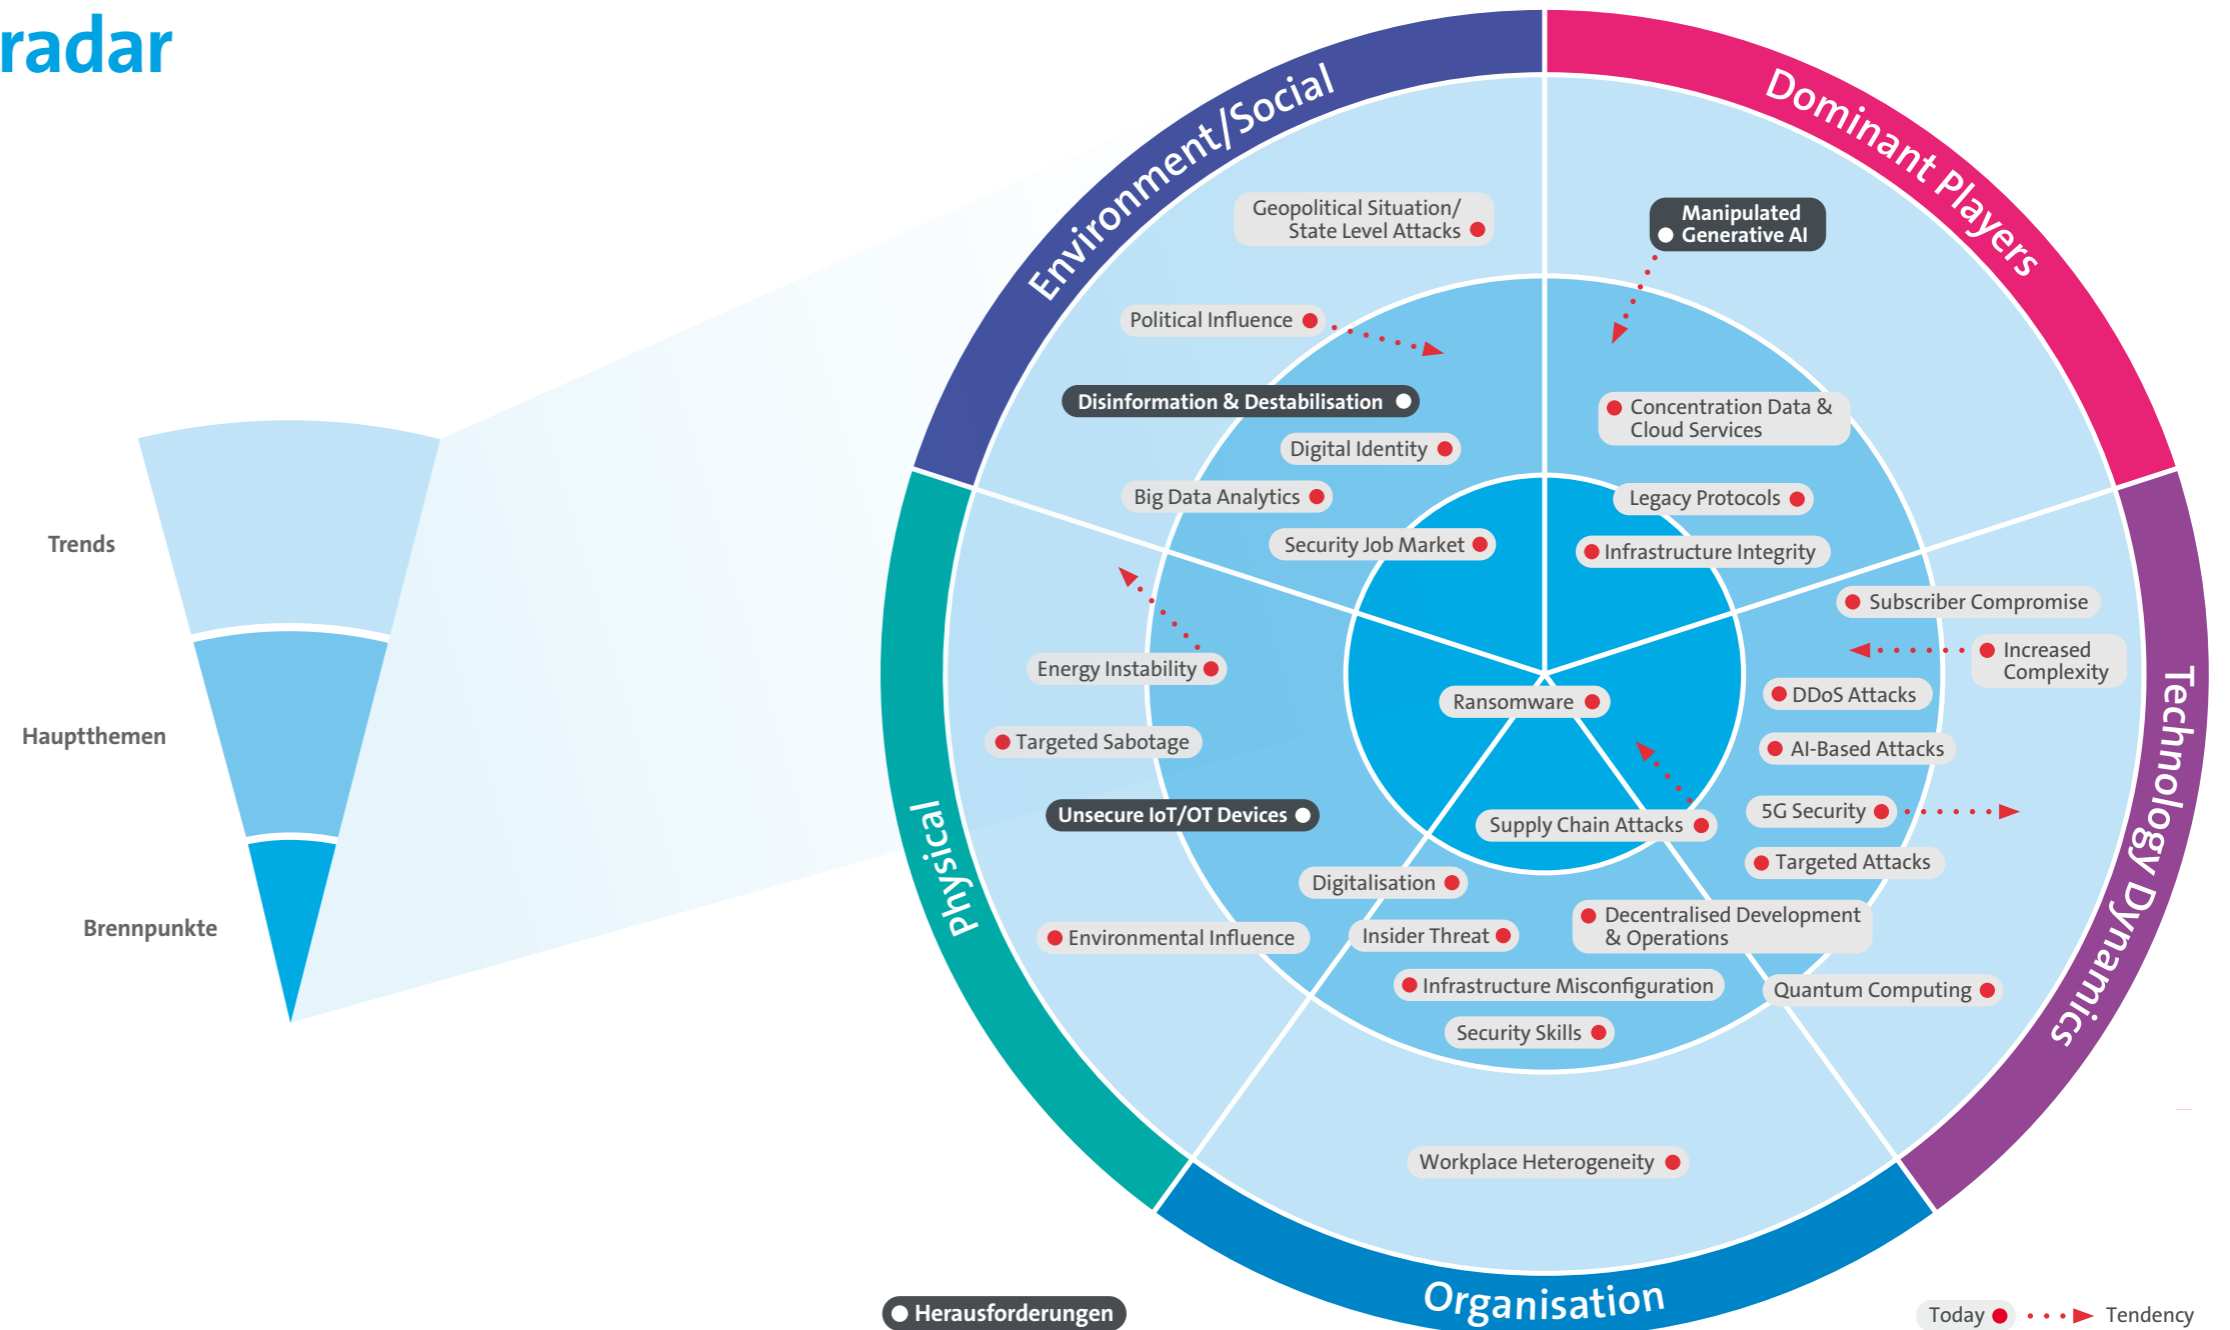 radar
Environment/Social
Dominant Players
Geopolitical Situation/
State Level Attacks
Manipulated
Generative AI
Political Influence
Disinformation & Destabilisation
Concentration Data &
Cloud Services
Digital Identity
Big Data Analytics
Legacy Protocols
Security Job Market
Infrastructure Integrity
Trends
Subscriber Compromise
Increased
Complexity
Energy Instability
Ransomware
DDoS Attacks
Technology Dynamics
Hauptthemen
Targeted Sabotage
AI-Based Attacks
Unsecure IoT/OT Devices
Supply Chain Attacks
5G Security
Physical
Targeted Attacks
Digitalisation
Brennpunkte
Environmental Influence
Insider Threat
Decentralised Development
& Operations
Infrastructure Misconfiguration
Quantum Computing
Security Skills
Workplace Heterogeneity
Organisation
Herausforderungen
Today
Tendency